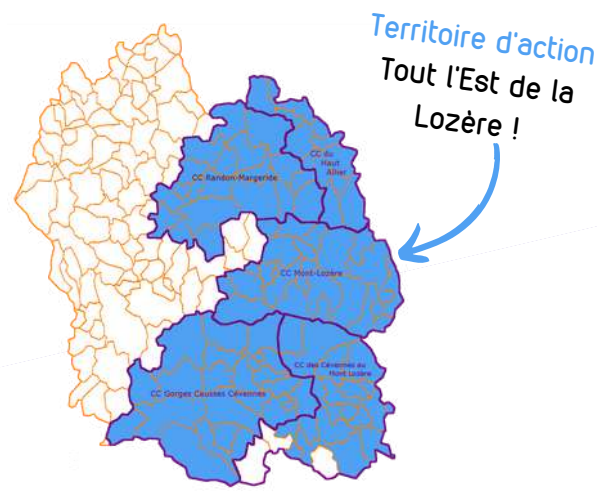 Territoire d'action
Tout l'Est de la
Lozère !
CC du
Haut
Allier
CC Randon-Margeride
CC Mont-Lozère
CC des Cévennes au
Mont Lozère
CC Gorges Causses Cévennes